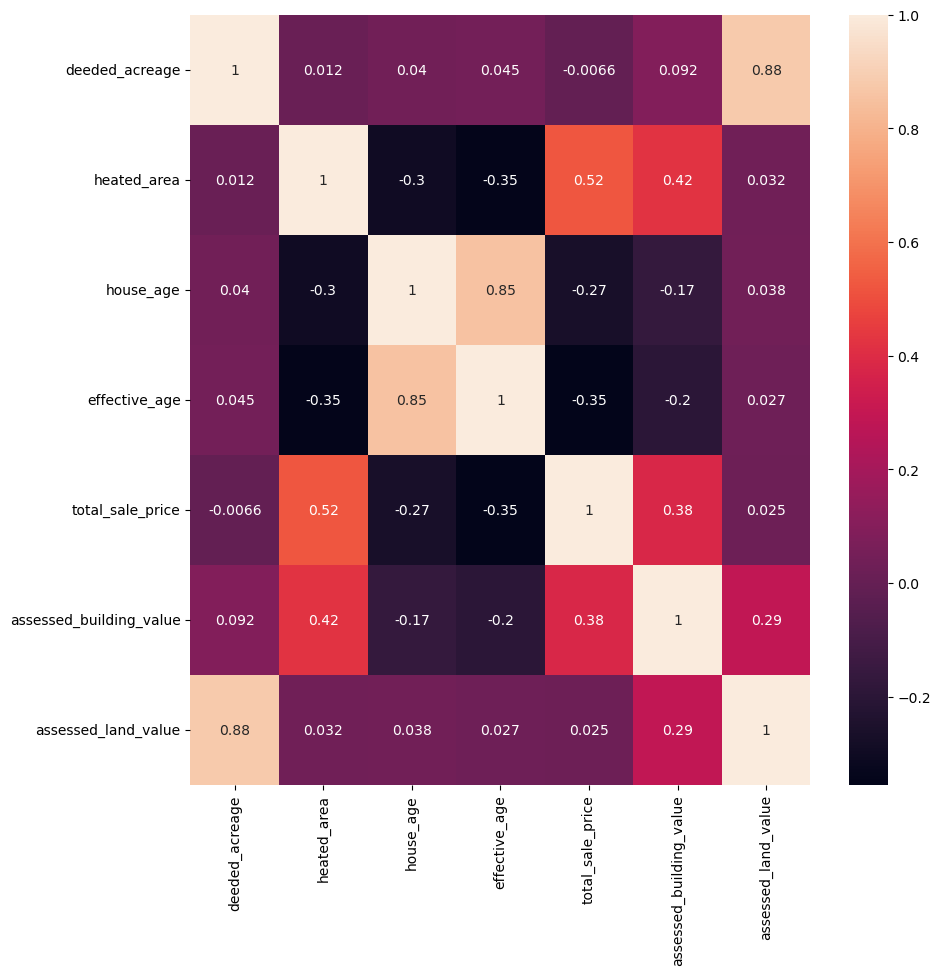 deeded_acreage 1 0.012 0.04 0.045 -0.0066 0.092 0.88
heated_area 0.012 1 -0.3 -0.35 0.52 0.42 0.032
house_age 0.04 -0.3 1 0.85 -0.27 -0.17 0.038
effective_age 0.045 -0.35 0.85 1 -0.35 -0.2 0.027
total_sale_price -0.0066 0.52 -0.27 -0.35 1 0.38 0.025
assessed_building_value 0.092 0.42 -0.17 -0.2 0.38 1 0.29
assessed_land_value 0.88 0.032 0.038 0.027 0.025 0.29 1
deeded_acreage
heated_area
house_age
effective_age
total_sale_price
assessed_building_value
assessed_land_value
1.0
0.8
0.6
0.4
0.2
0.0
−0.2